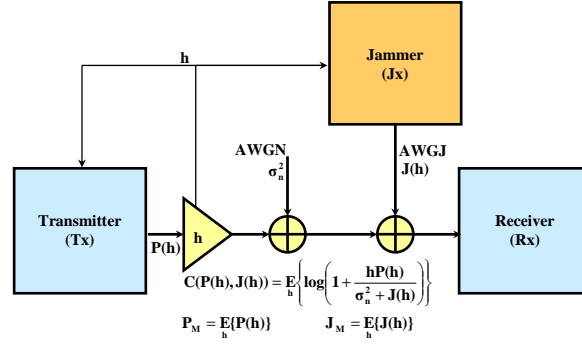 Jammer
(Jx)
h
AWGN
σ_n^2
AWGJ
J(h)
Transmitter
(Tx)
P(h)
h
Receiver
(Rx)
C(P(h), J(h)) = E_h{log(1 + hP(h)/(σ_n^2 + J(h)))}
P_M = E_h{P(h)} J_M = E_h{J(h)}